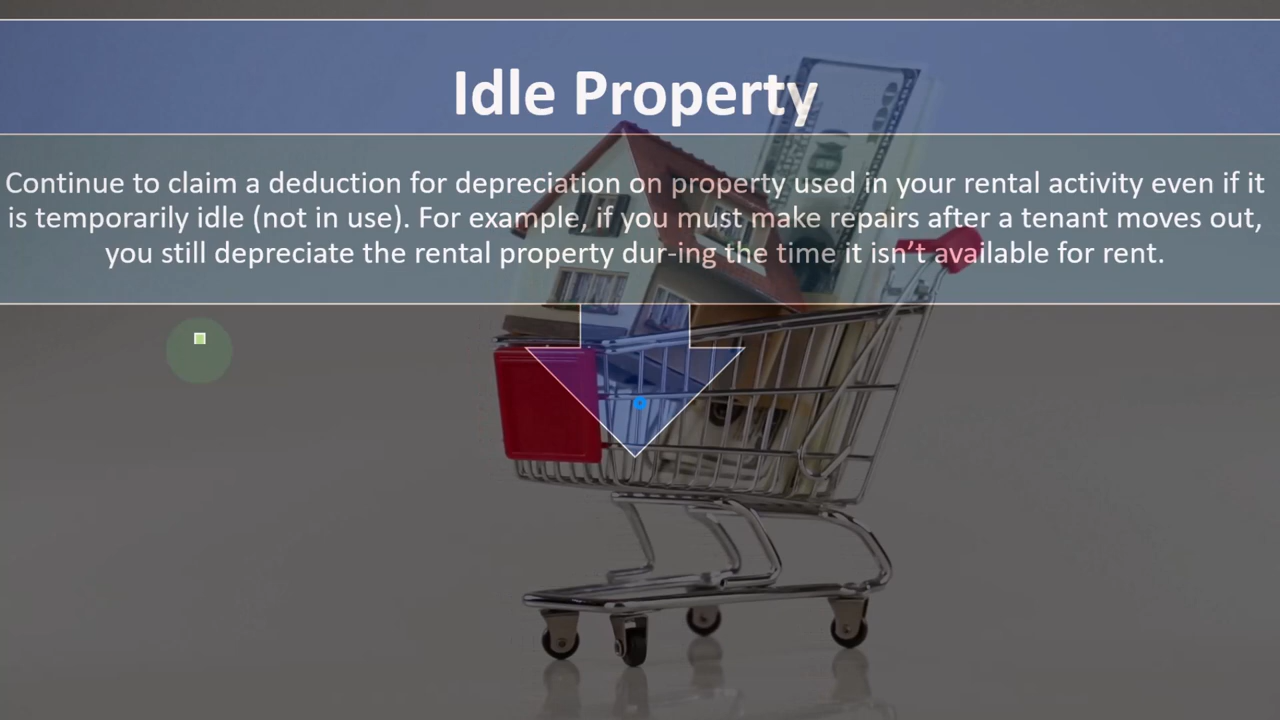 Idle Property
Continue to claim a deduction for depreciation on property used in your rental activity even if it
is temporarily idle (not in use). For example, if you must make repairs after a tenant moves out,
you still depreciate the rental property dur-ing the time it isn’t available for rent.